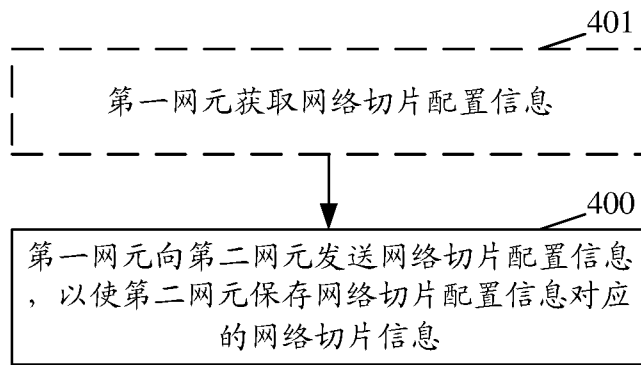 401
第一网元获取网络切片配置信息
400
第一网元向第二网元发送网络切片配置信息
，以使第二网元保存网络切片配置信息对应
的网络切片信息